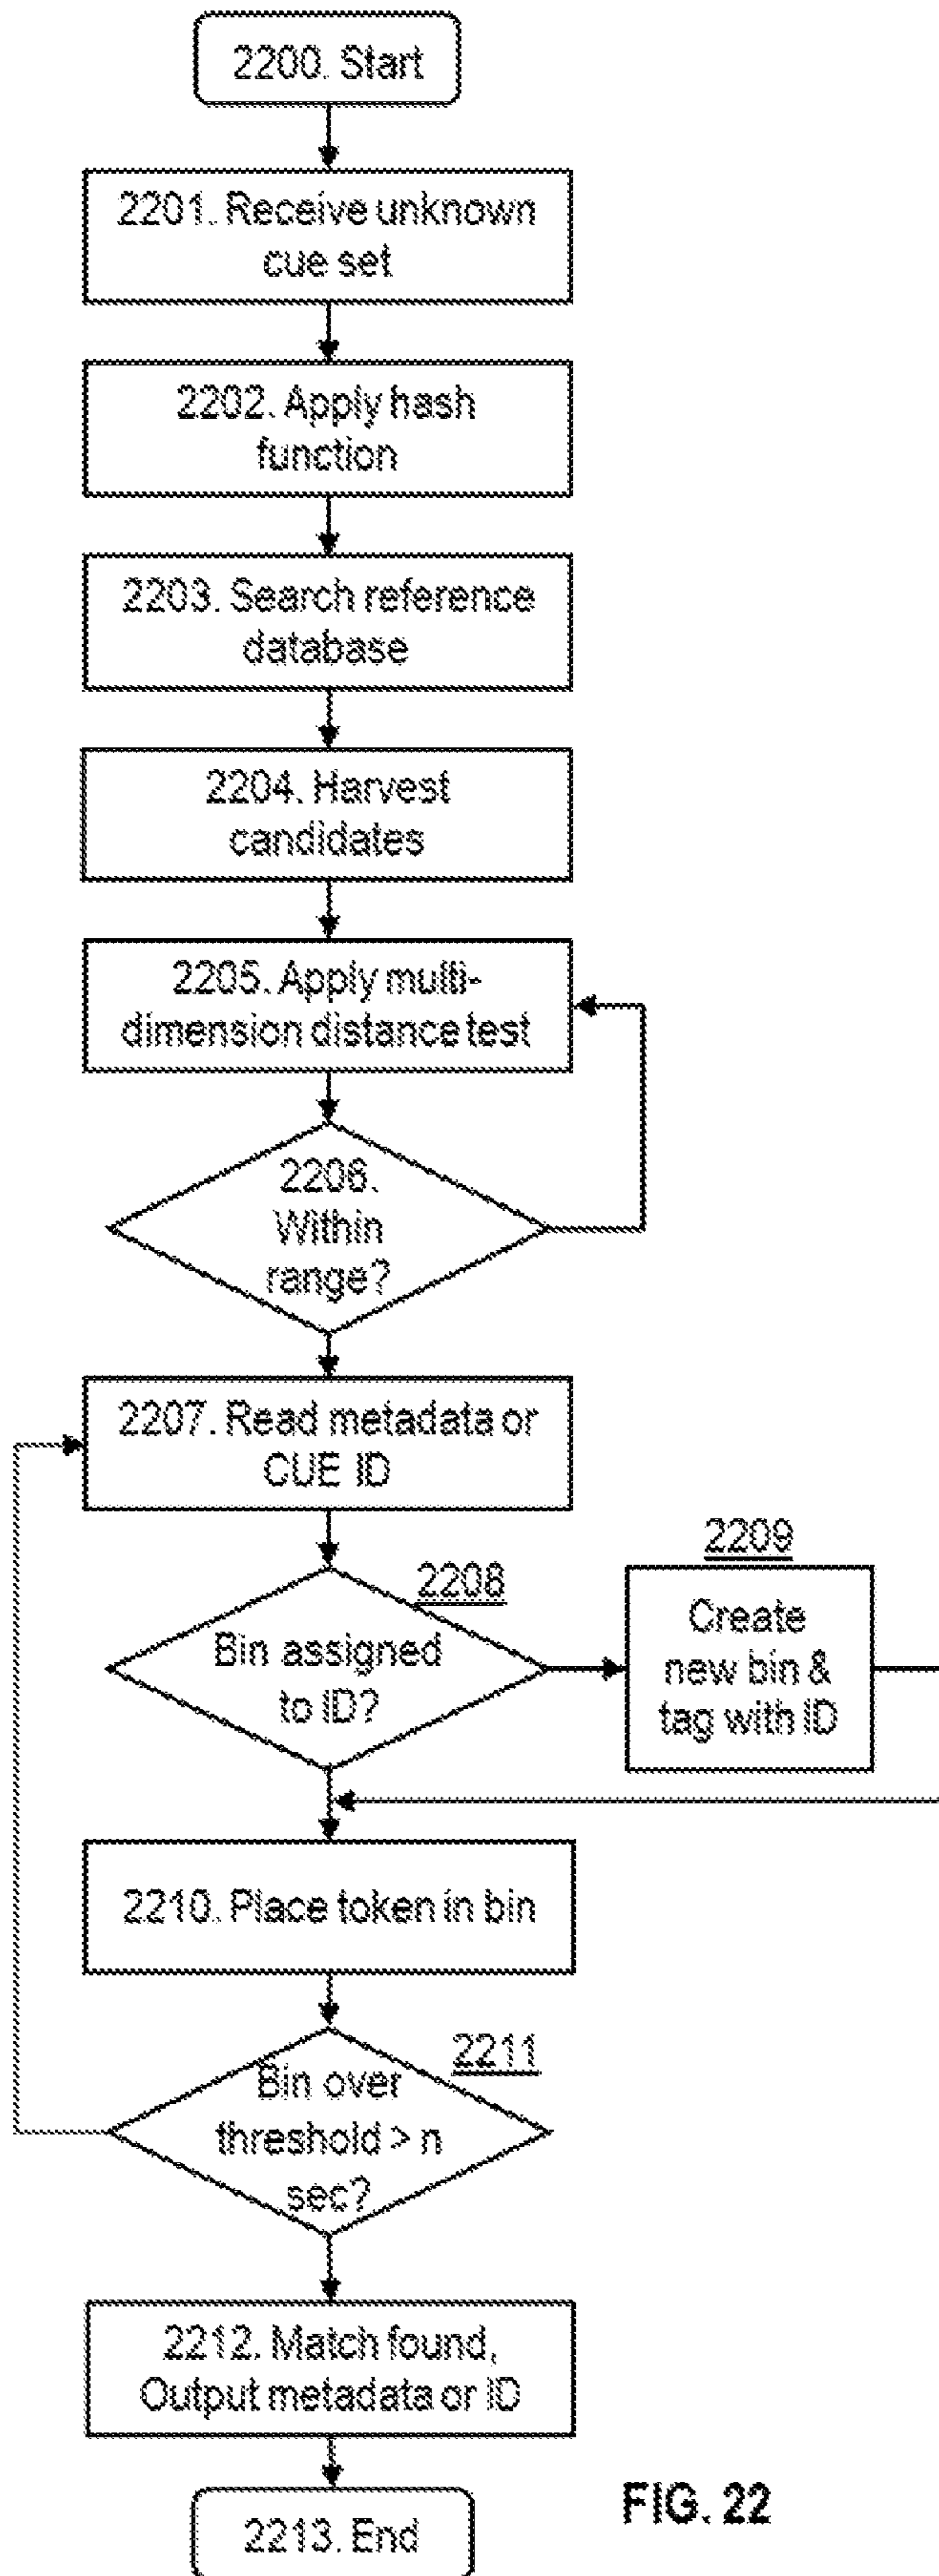 2200. Start
2201. Receive unknown
cue set
2202. Apply hash
function
2203. Search reference
database
2204. Harvest
candidates
2205. Apply multi-
dimension distance test
2206.
Within
range?
2207. Read metadata or
CUE ID
2208
Bin assigned
to ID?
2209
Create
new bin &
tag with ID
2210. Place token in bin
2211
Bin over
threshold > n
sec?
2212. Match found,
Output metadata or ID
2213. End
FIG. 22